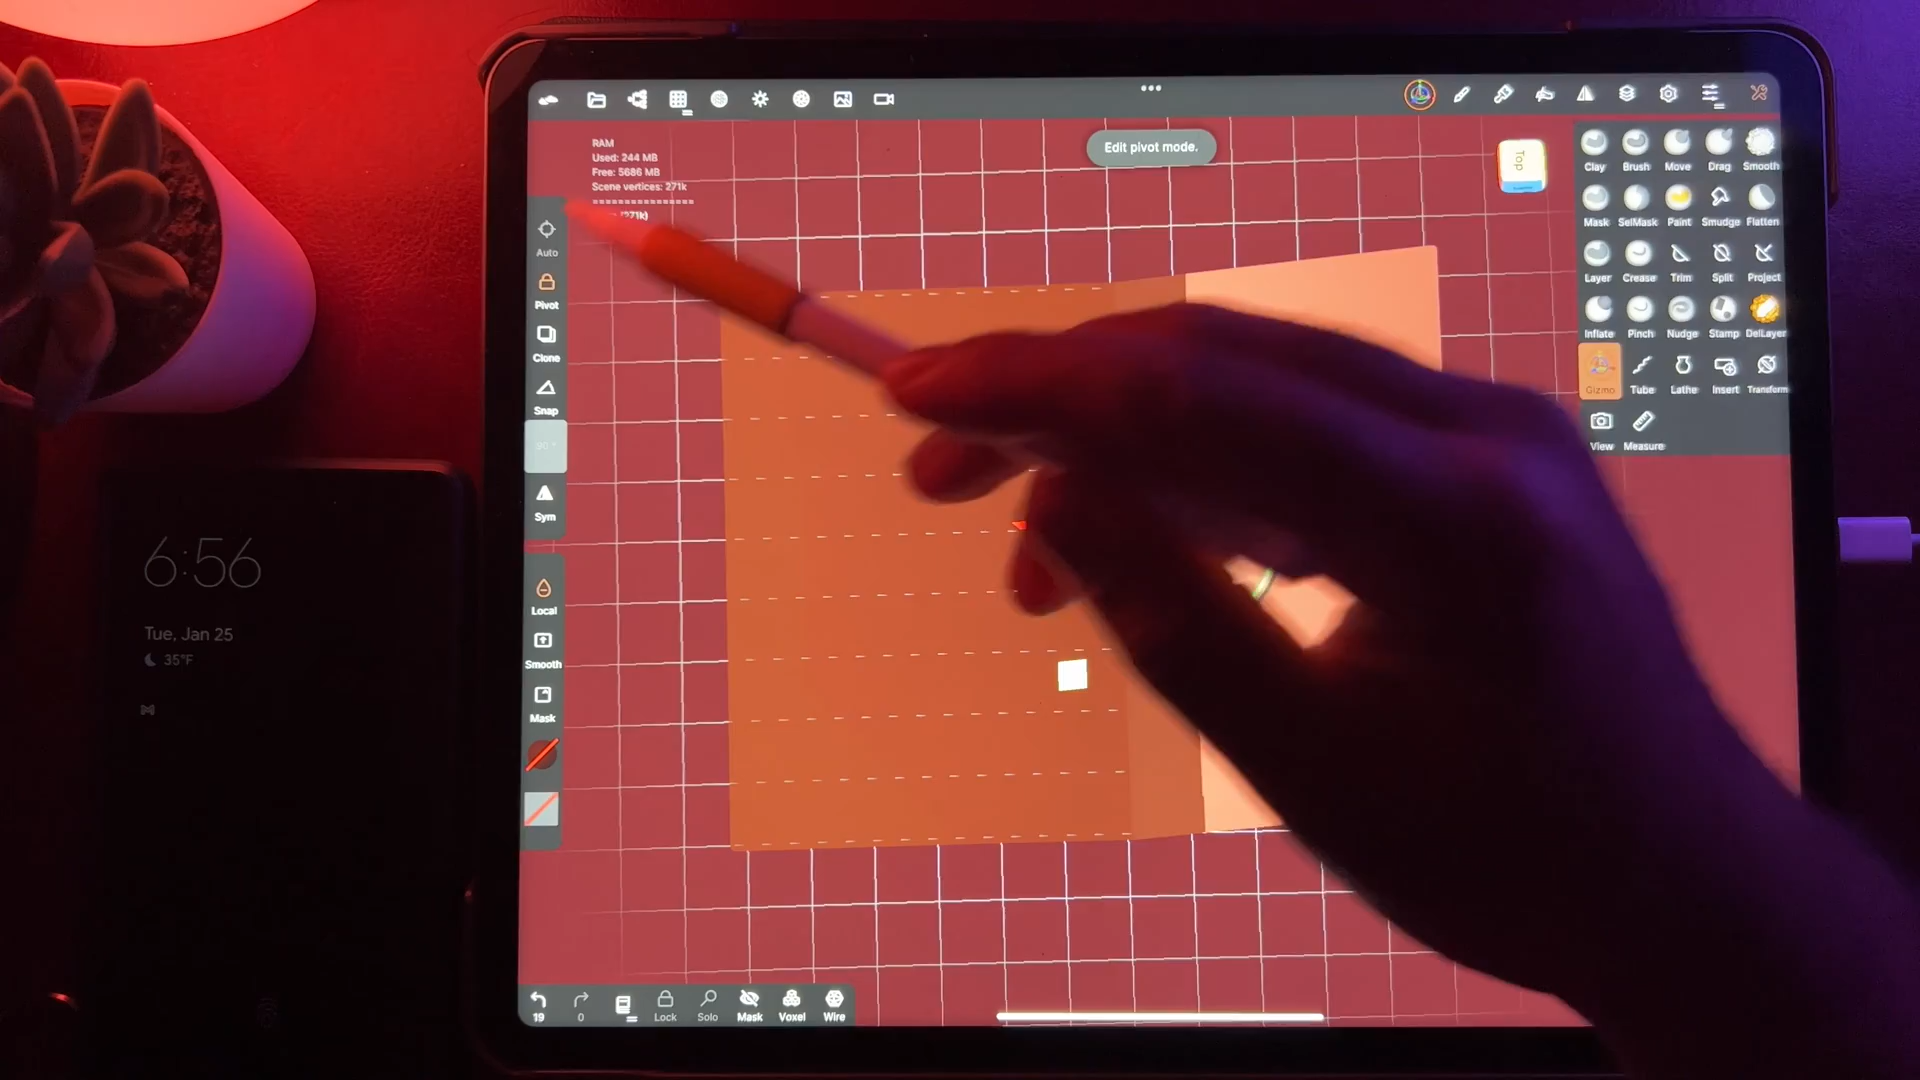 RAM
Used: 244 MB
Free: 5686 MB
Scene vertices: 271k
================
(271k)
Edit pivot mode.
Top
Auto
Pivot
Clone
Snap
90°
Sym
Local
Smooth
Mask
Clay Brush Move Drag Smooth
Mask SelMask Paint Smudge Flatten
Layer Crease Trim Split Project
Inflate Pinch Nudge Stamp DelLayer
Gizmo Tube Lathe Insert Transform
View Measure
19 0 Lock Solo Mask Voxel Wire
6:56
Tue, Jan 25
35°F